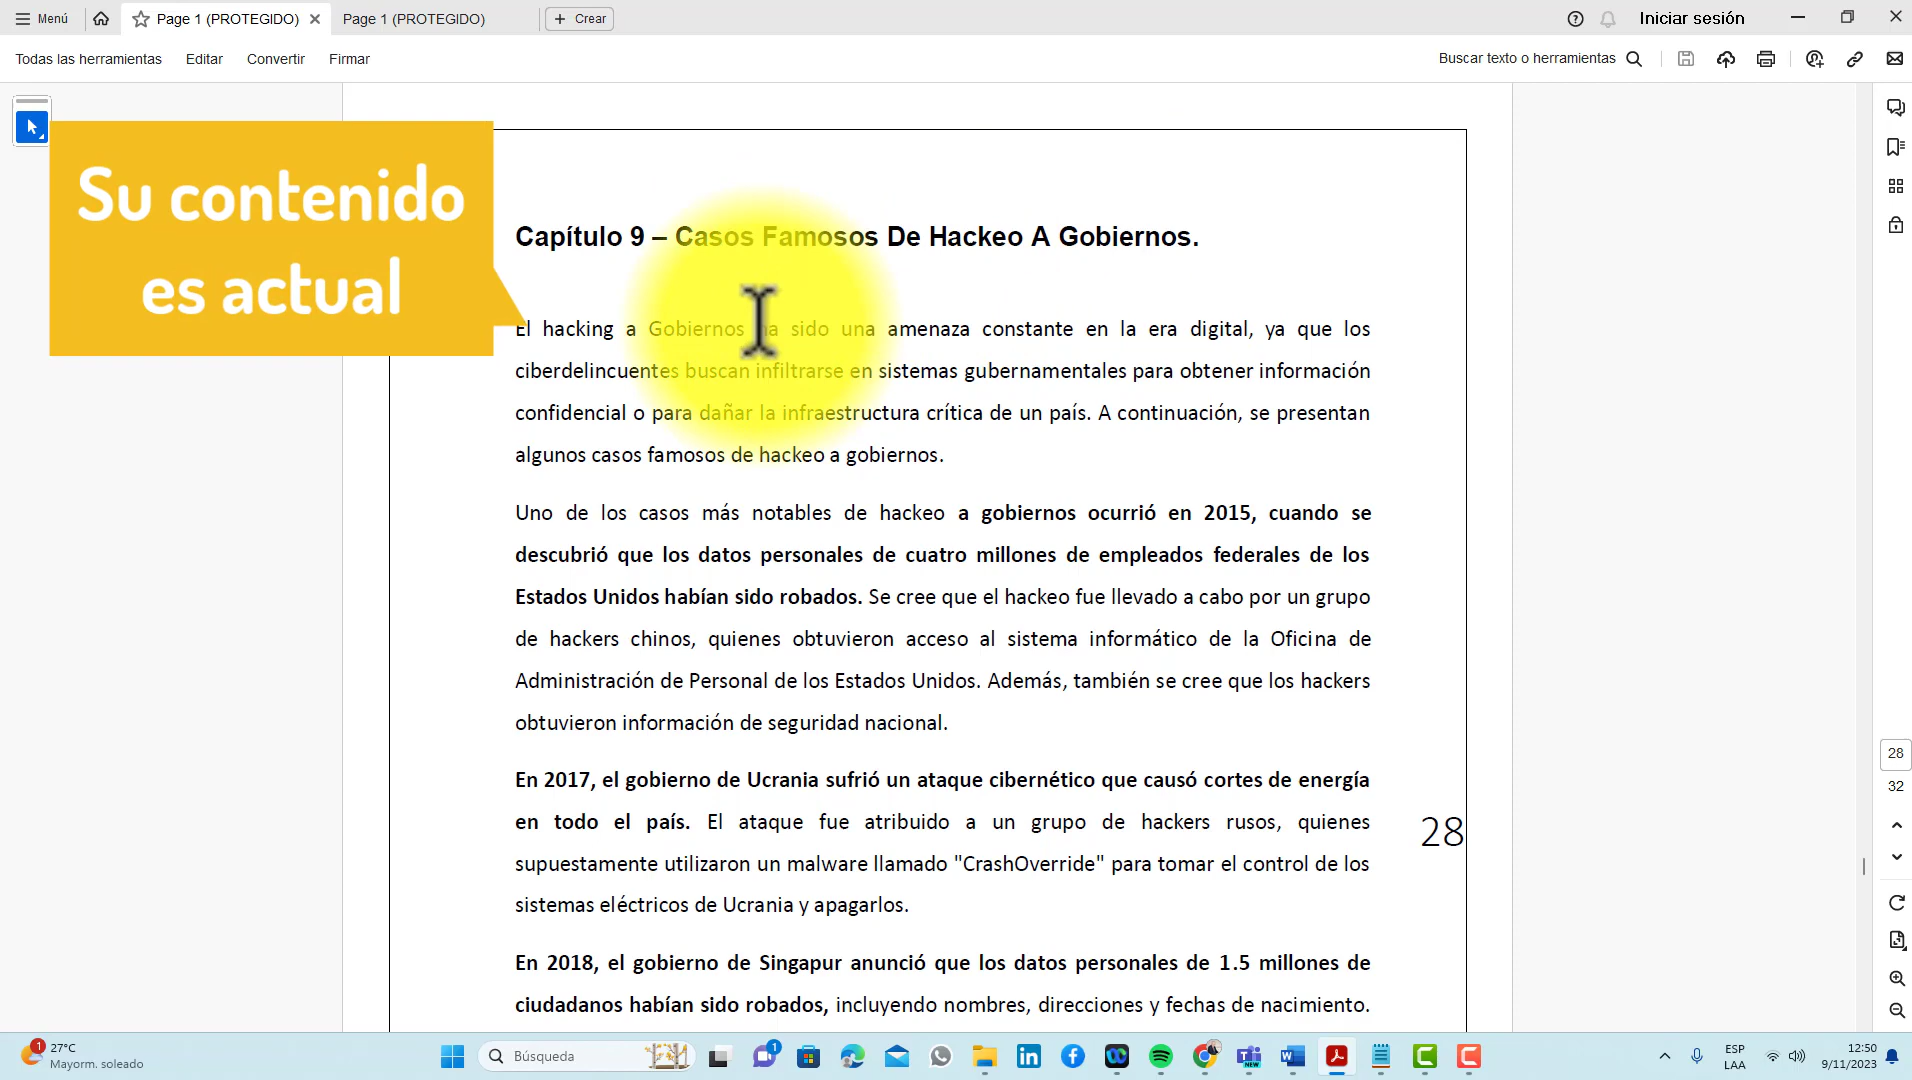 Menú
Page 1 (PROTEGIDO)
Page 1 (PROTEGIDO)
Crear
Iniciar sesión
Todas las herramientas
Editar
Convertir
Firmar
Buscar texto o herramientas
Su contenido
es actual
Capítulo 9 – Casos Famosos De Hackeo A Gobiernos.
El hacking a Gobiernos ha sido una amenaza constante en la era digital, ya que los
ciberdelincuentes buscan infiltrarse en sistemas gubernamentales para obtener información
confidencial o para dañar la infraestructura crítica de un país. A continuación, se presentan
algunos casos famosos de hackeo a gobiernos.
Uno de los casos más notables de hackeo a gobiernos ocurrió en 2015, cuando se
descubrió que los datos personales de cuatro millones de empleados federales de los
Estados Unidos habían sido robados. Se cree que el hackeo fue llevado a cabo por un grupo
de hackers chinos, quienes obtuvieron acceso al sistema informático de la Oficina de
Administración de Personal de los Estados Unidos. Además, también se cree que los hackers
obtuvieron información de seguridad nacional.
En 2017, el gobierno de Ucrania sufrió un ataque cibernético que causó cortes de energía
en todo el país. El ataque fue atribuido a un grupo de hackers rusos, quienes
supuestamente utilizaron un malware llamado "CrashOverride" para tomar el control de los
sistemas eléctricos de Ucrania y apagarlos.
En 2018, el gobierno de Singapur anunció que los datos personales de 1.5 millones de
ciudadanos habían sido robados, incluyendo nombres, direcciones y fechas de nacimiento.
28
28
32
1
27°C
Mayorm. soleado
Búsqueda
1
NEW
ESP
LAA
12:50
9/11/2023